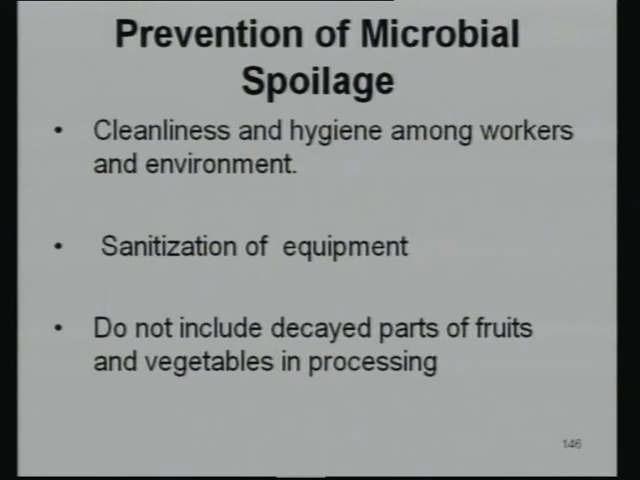 Prevention of Microbial
Spoilage
• Cleanliness and hygiene among workers
and environment.
• Sanitization of equipment
• Do not include decayed parts of fruits
and vegetables in processing
146